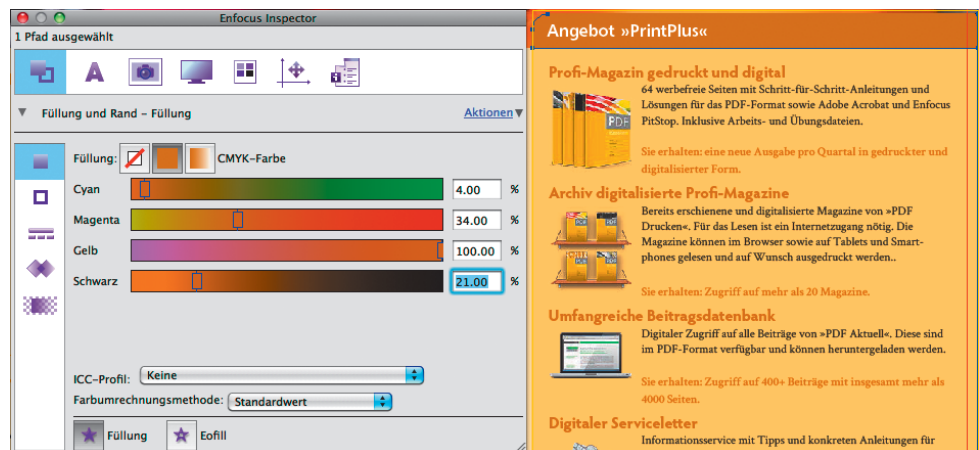 Enfocus Inspector
1 Pfad ausgewählt
Füllung und Rand – Füllung
Aktionen
Füllung:
CMYK-Farbe
Cyan
4.00 %
Magenta
34.00 %
Gelb
100.00 %
Schwarz
21.00 %
ICC-Profil: Keine
Farbumrechnungsmethode: Standardwert
Füllung
Eofill
Angebot »PrintPlus«
Profi-Magazin gedruckt und digital
64 werbefreie Seiten mit Schritt-für-Schritt-Anleitungen und
Lösungen für das PDF-Format sowie Adobe Acrobat und Enfocus
PitStop. Inklusive Arbeits- und Übungsdateien.
PDF
Sie erhalten: eine neue Ausgabe pro Quartal in gedruckter und
digitalisierter Form.
Archiv digitalisierte Profi-Magazine
Bereits erschienene und digitalisierte Magazine von »PDF
Drucken«. Für das Lesen ist ein Internetzugang nötig. Die
Magazine können im Browser sowie auf Tablets und Smart-
phones gelesen und auf Wunsch ausgedruckt werden..
Sie erhalten: Zugriff auf mehr als 20 Magazine.
Umfangreiche Beitragsdatenbank
Digitaler Zugriff auf alle Beiträge von »PDF Aktuell«. Diese sind
im PDF-Format verfügbar und können heruntergeladen werden.
Sie erhalten: Zugriff auf 400+ Beiträge mit insgesamt mehr als
4000 Seiten.
Digitaler Serviceletter
Informationsservice mit Tipps und konkreten Anleitungen für